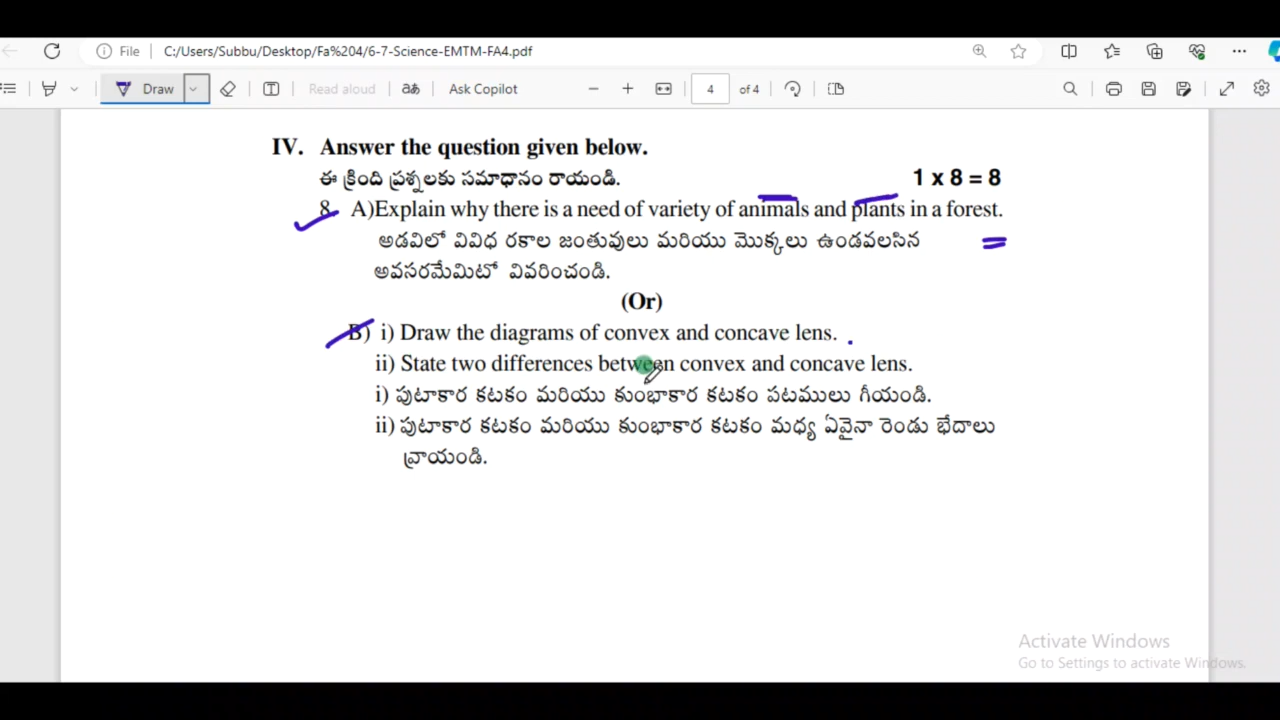 File | C:/Users/Subbu/Desktop/Fa%204/6-7-Science-EMTM-FA4.pdf
Draw Read aloud aあ Ask Copilot 4 of 4
IV. Answer the question given below.
ఈ క్రింది ప్రశ్నలకు సమాధానం రాయండి. 1 x 8 = 8
8. A)Explain why there is a need of variety of animals and plants in a forest.
అడవిలో వివిధ రకాల జంతువులు మరియు మొక్కలు ఉండవలసిన
అవసరమేమిటో వివరించండి.
(Or)
B) i) Draw the diagrams of convex and concave lens.
ii) State two differences between convex and concave lens.
i) పుటాకార కటకం మరియు కుంభాకార కటకం పటములు గీయండి.
ii) పుటాకార కటకం మరియు కుంభాకార కటకం మధ్య ఏవైనా రెండు భేదాలు
వ్రాయండి.
Activate Windows
Go to Settings to activate Windows.